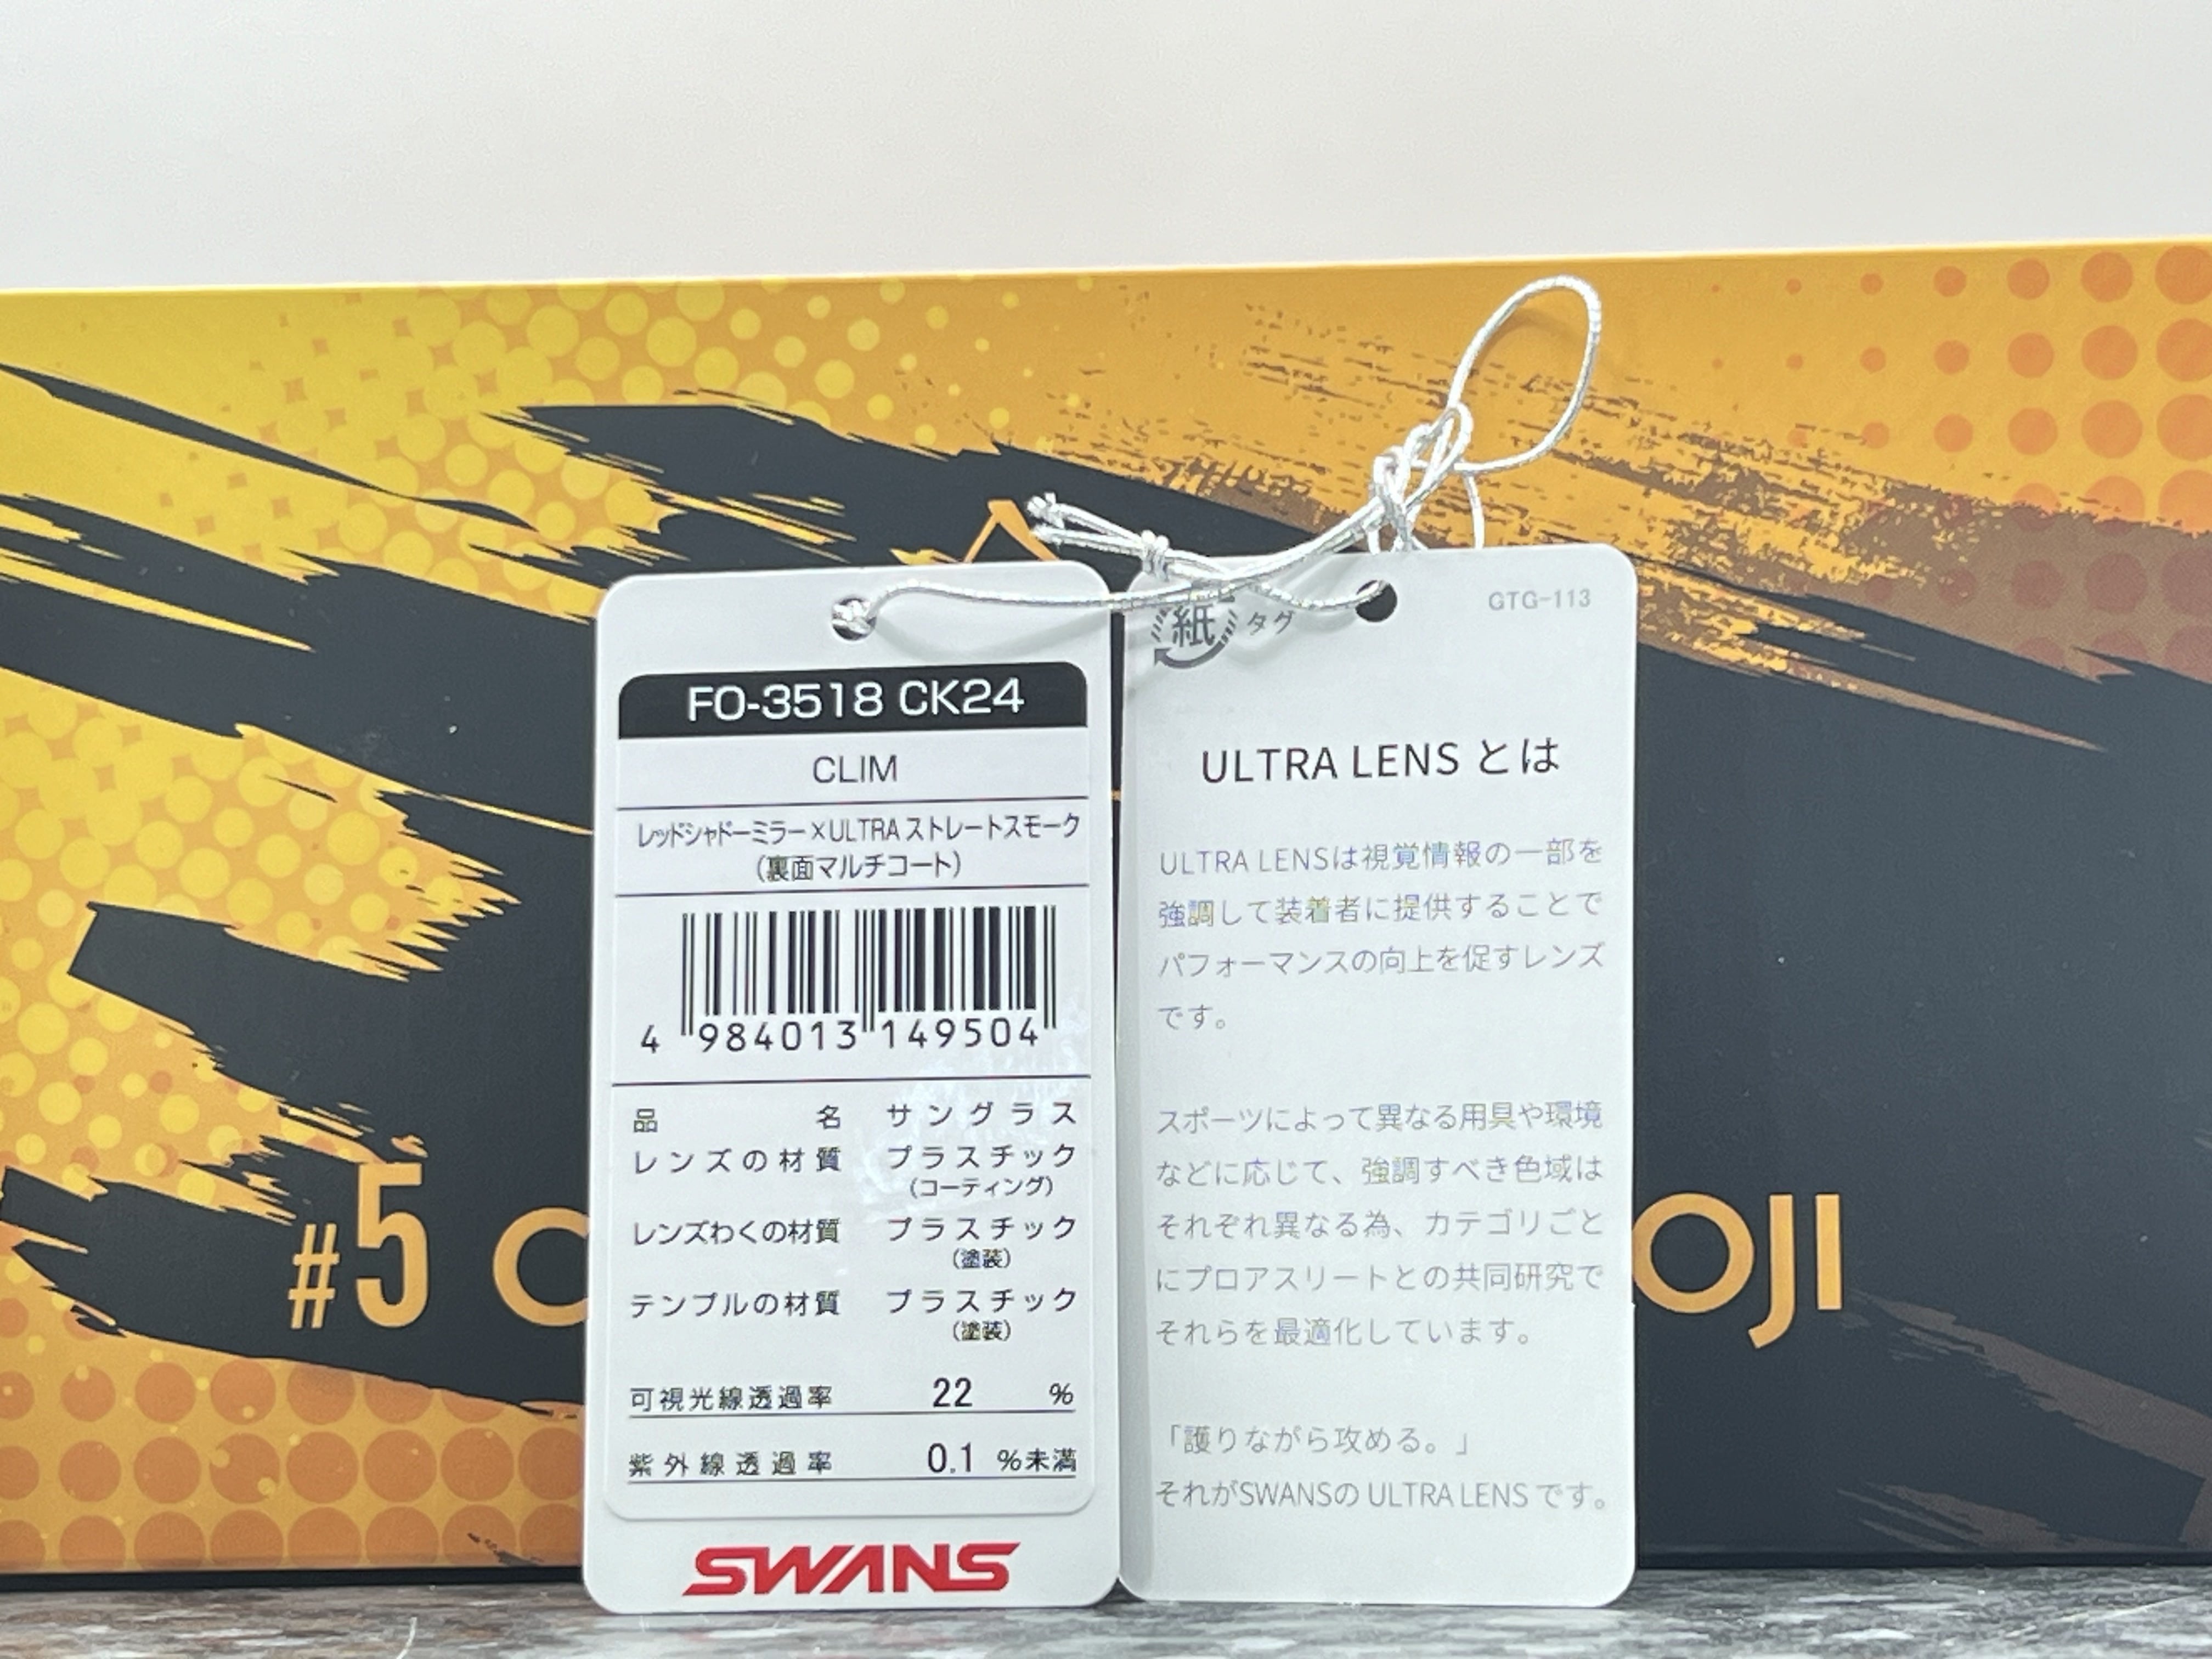 FO-3518 CK24
CLIM
レッドシャドーミラー×ULTRAストレートスモーク
(裏面マルチコート)
4 984013 149504
品名 サングラス
レンズの材質 プラスチック
(コーティング)
レンズわくの材質 プラスチック
(塗装)
テンプルの材質 プラスチック
(塗装)
可視光線透過率 22 %
紫外線透過率 0.1 %未満
SWANS
紙 タグ
GTG-113
ULTRA LENS とは
ULTRA LENSは視覚情報の一部を
強調して装着者に提供することで
パフォーマンスの向上を促すレンズ
です。
スポーツによって異なる用具や環境
などに応じて、強調すべき色域は
それぞれ異なる為、カテゴリごと
にプロアスリートとの共同研究で
それらを最適化しています。
「護りながら攻める。」
それがSWANSの ULTRA LENS です。
#5
OJI